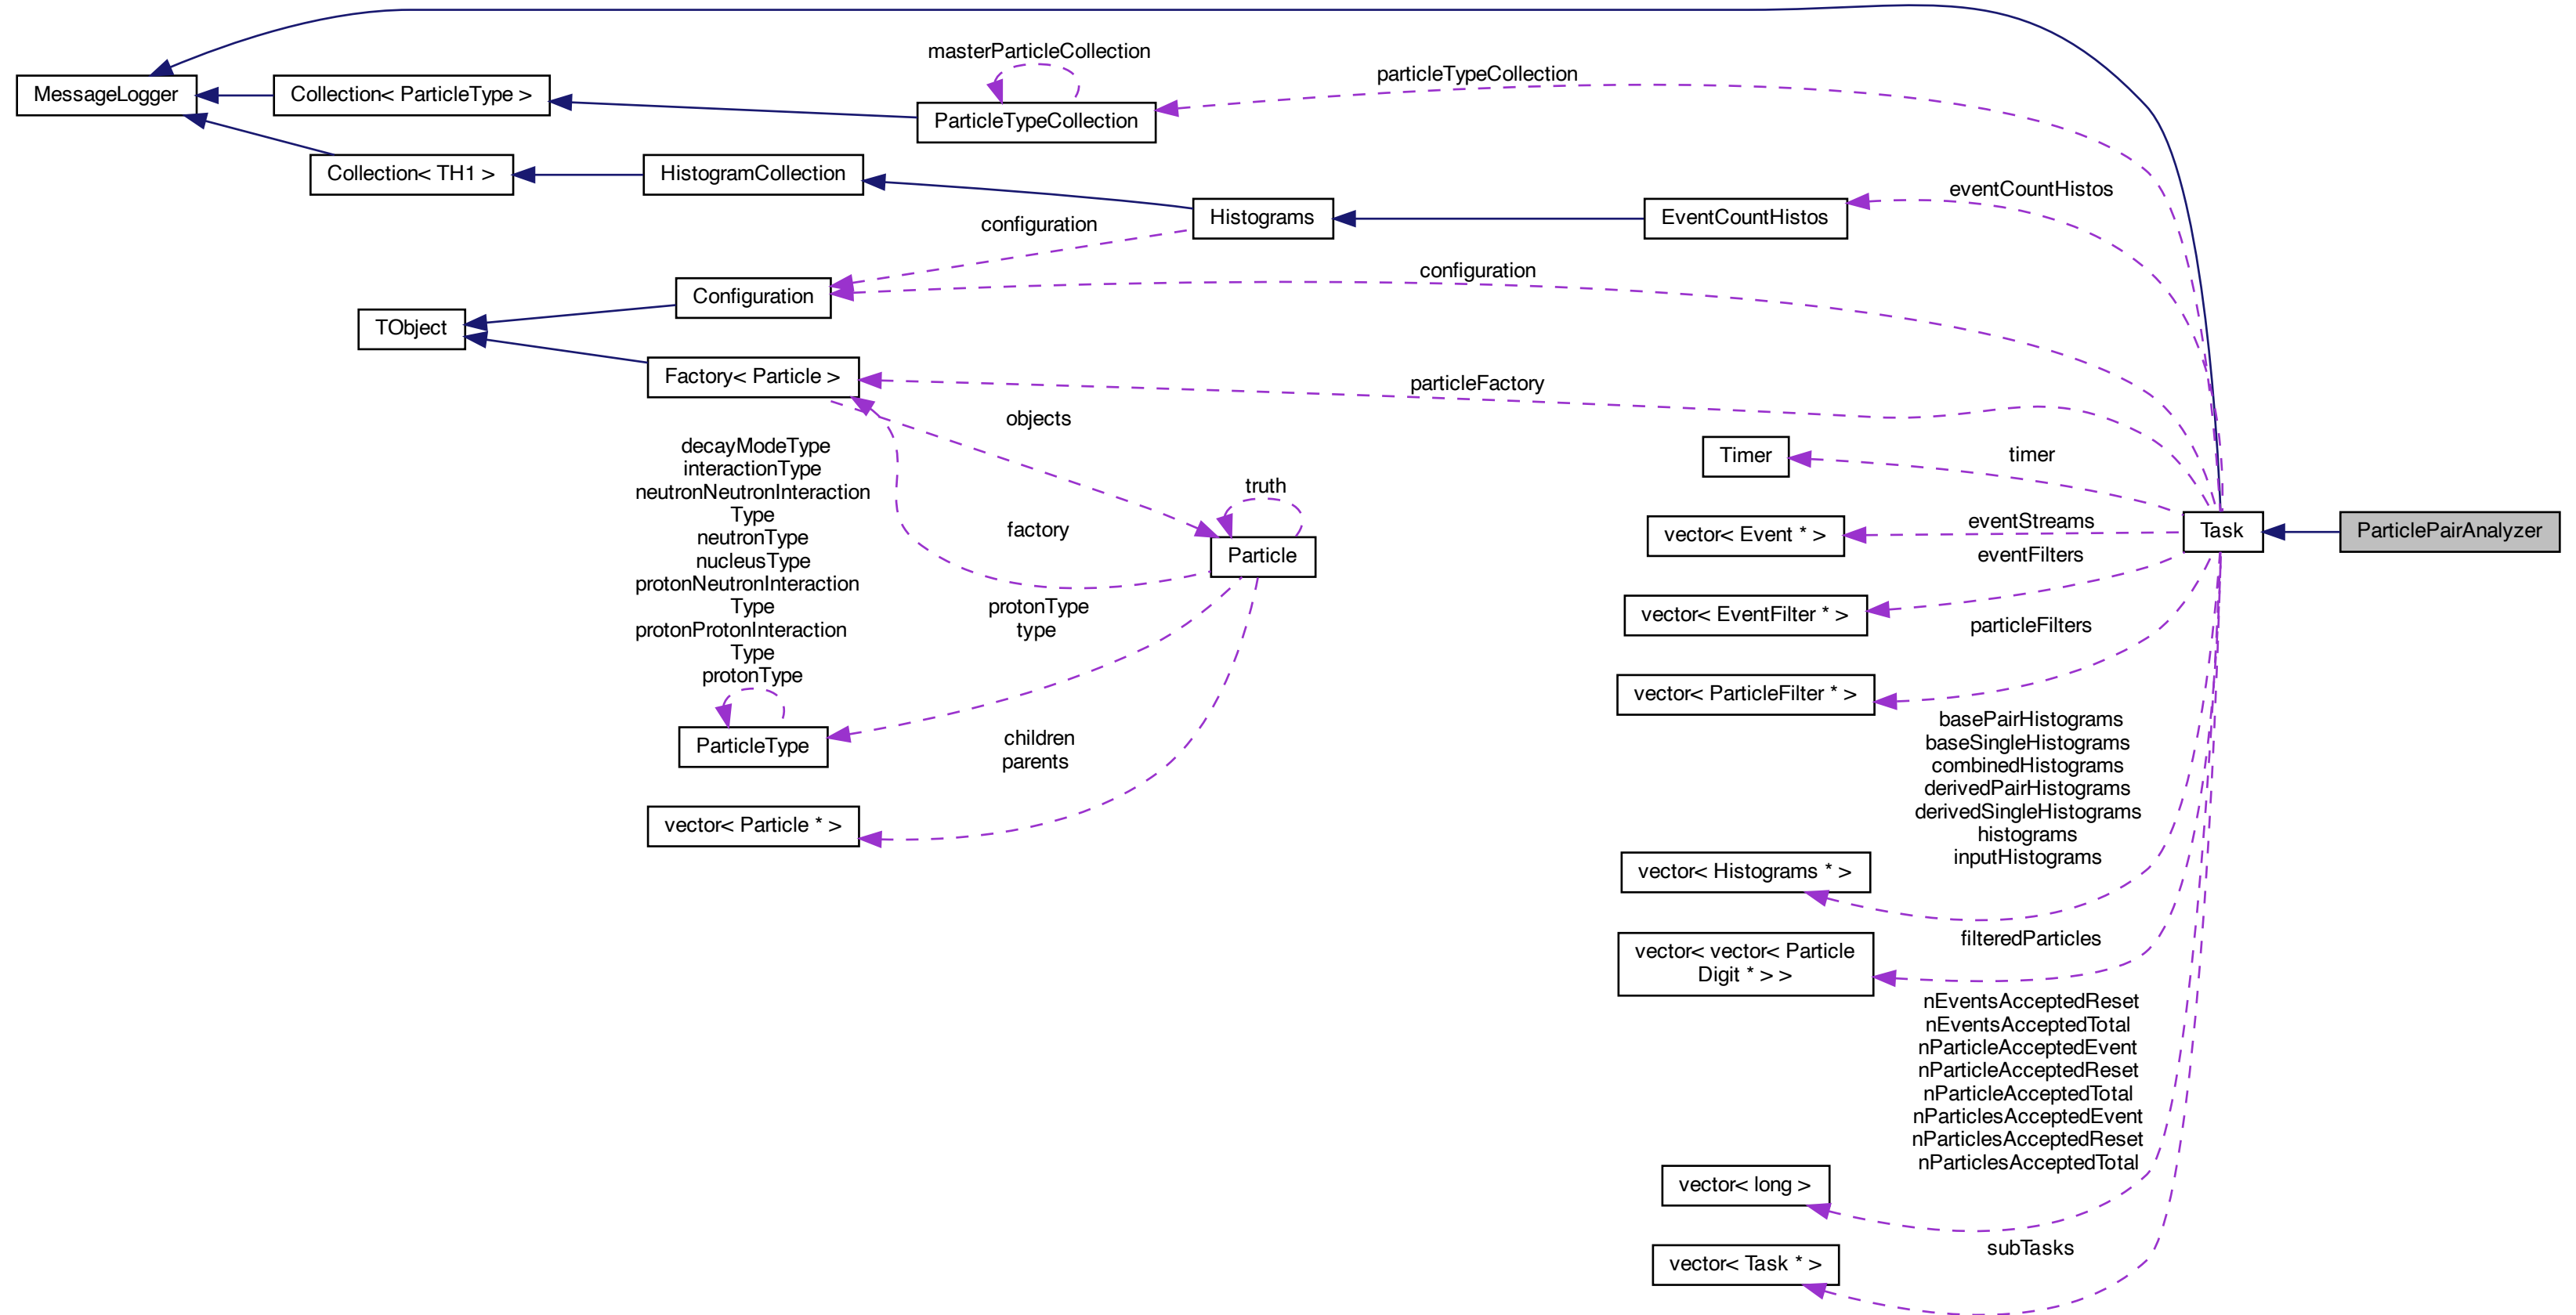 masterParticleCollection
particleTypeCollection
MessageLogger
Collection< ParticleType >
ParticleTypeCollection
Collection< TH1 >
HistogramCollection
eventCountHistos
configuration
Histograms
EventCountHistos
configuration
Configuration
TObject
Factory< Particle >
particleFactory
objects
decayModeType
interactionType
neutronNeutronInteraction
Type
neutronType
nucleusType
protonNeutronInteraction
Type
protonProtonInteraction
Type
protonType
truth
factory
Particle
protonType
type
ParticleType
children
parents
vector< Particle * >
Timer
timer
vector< Event * >
eventStreams
Task
ParticlePairAnalyzer
eventFilters
vector< EventFilter * >
particleFilters
vector< ParticleFilter * >
basePairHistograms
baseSingleHistograms
combinedHistograms
derivedPairHistograms
derivedSingleHistograms
histograms
inputHistograms
vector< Histograms * >
filteredParticles
vector< vector< Particle
Digit * > >
nEventsAcceptedReset
nEventsAcceptedTotal
nParticleAcceptedEvent
nParticleAcceptedReset
nParticleAcceptedTotal
nParticlesAcceptedEvent
nParticlesAcceptedReset
nParticlesAcceptedTotal
vector< long >
subTasks
vector< Task * >